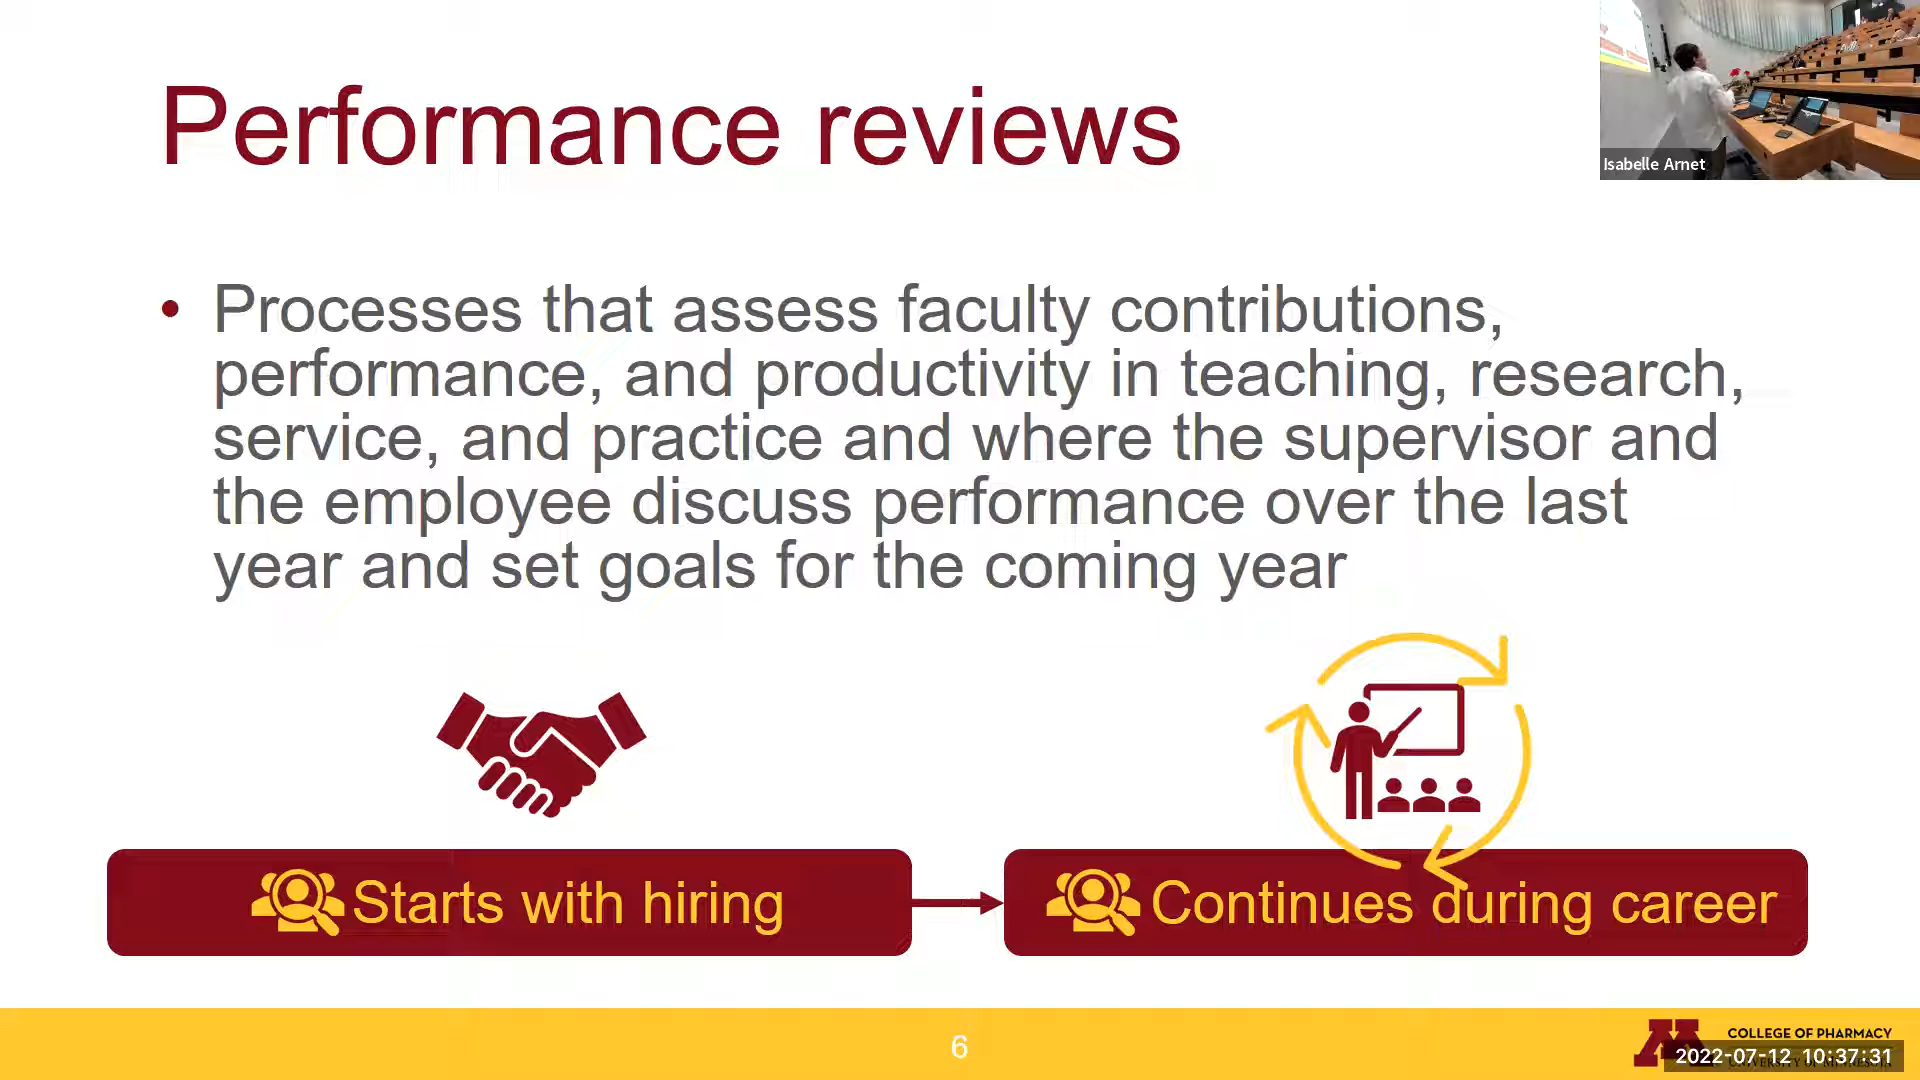 Performance reviews
Isabelle Arnet
• Processes that assess faculty contributions,
performance, and productivity in teaching, research,
service, and practice and where the supervisor and
the employee discuss performance over the last
year and set goals for the coming year
Starts with hiring
Continues during career
6
COLLEGE OF PHARMACY
2022-07-12 10:37:31